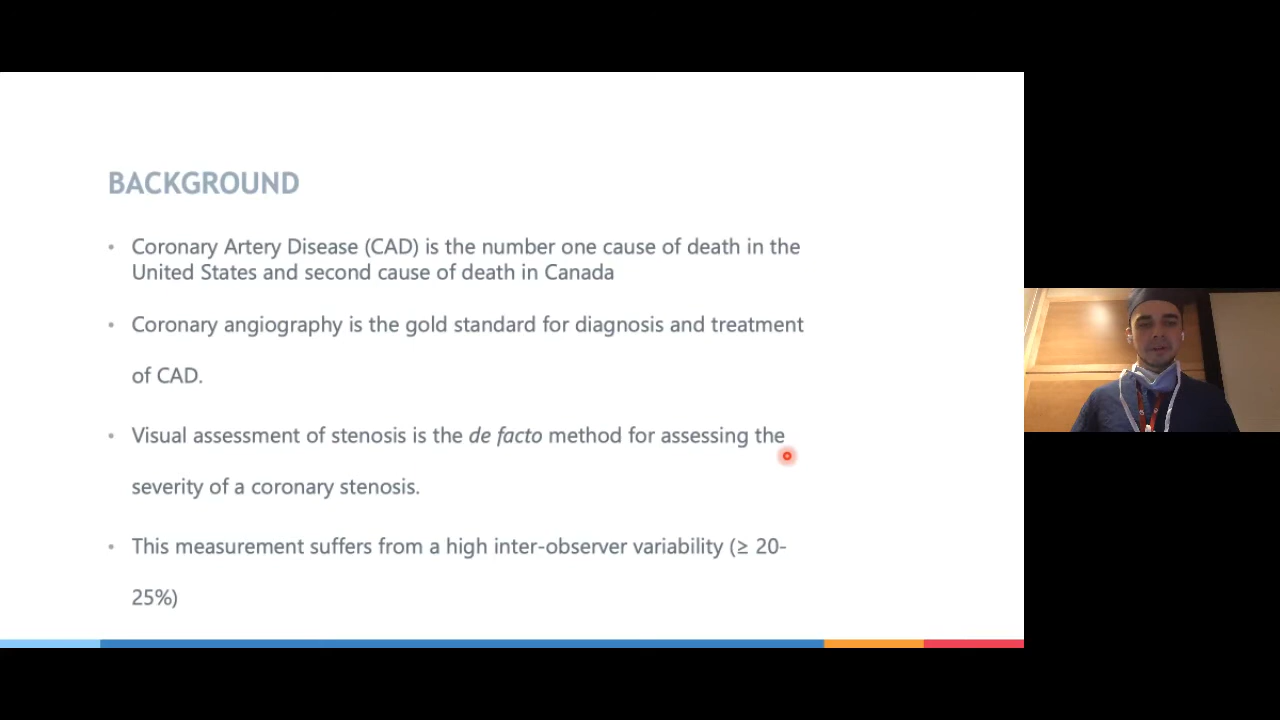 BACKGROUND
• Coronary Artery Disease (CAD) is the number one cause of death in the
United States and second cause of death in Canada
• Coronary angiography is the gold standard for diagnosis and treatment
of CAD.
• Visual assessment of stenosis is the de facto method for assessing the
severity of a coronary stenosis.
• This measurement suffers from a high inter-observer variability (≥ 20-
25%)